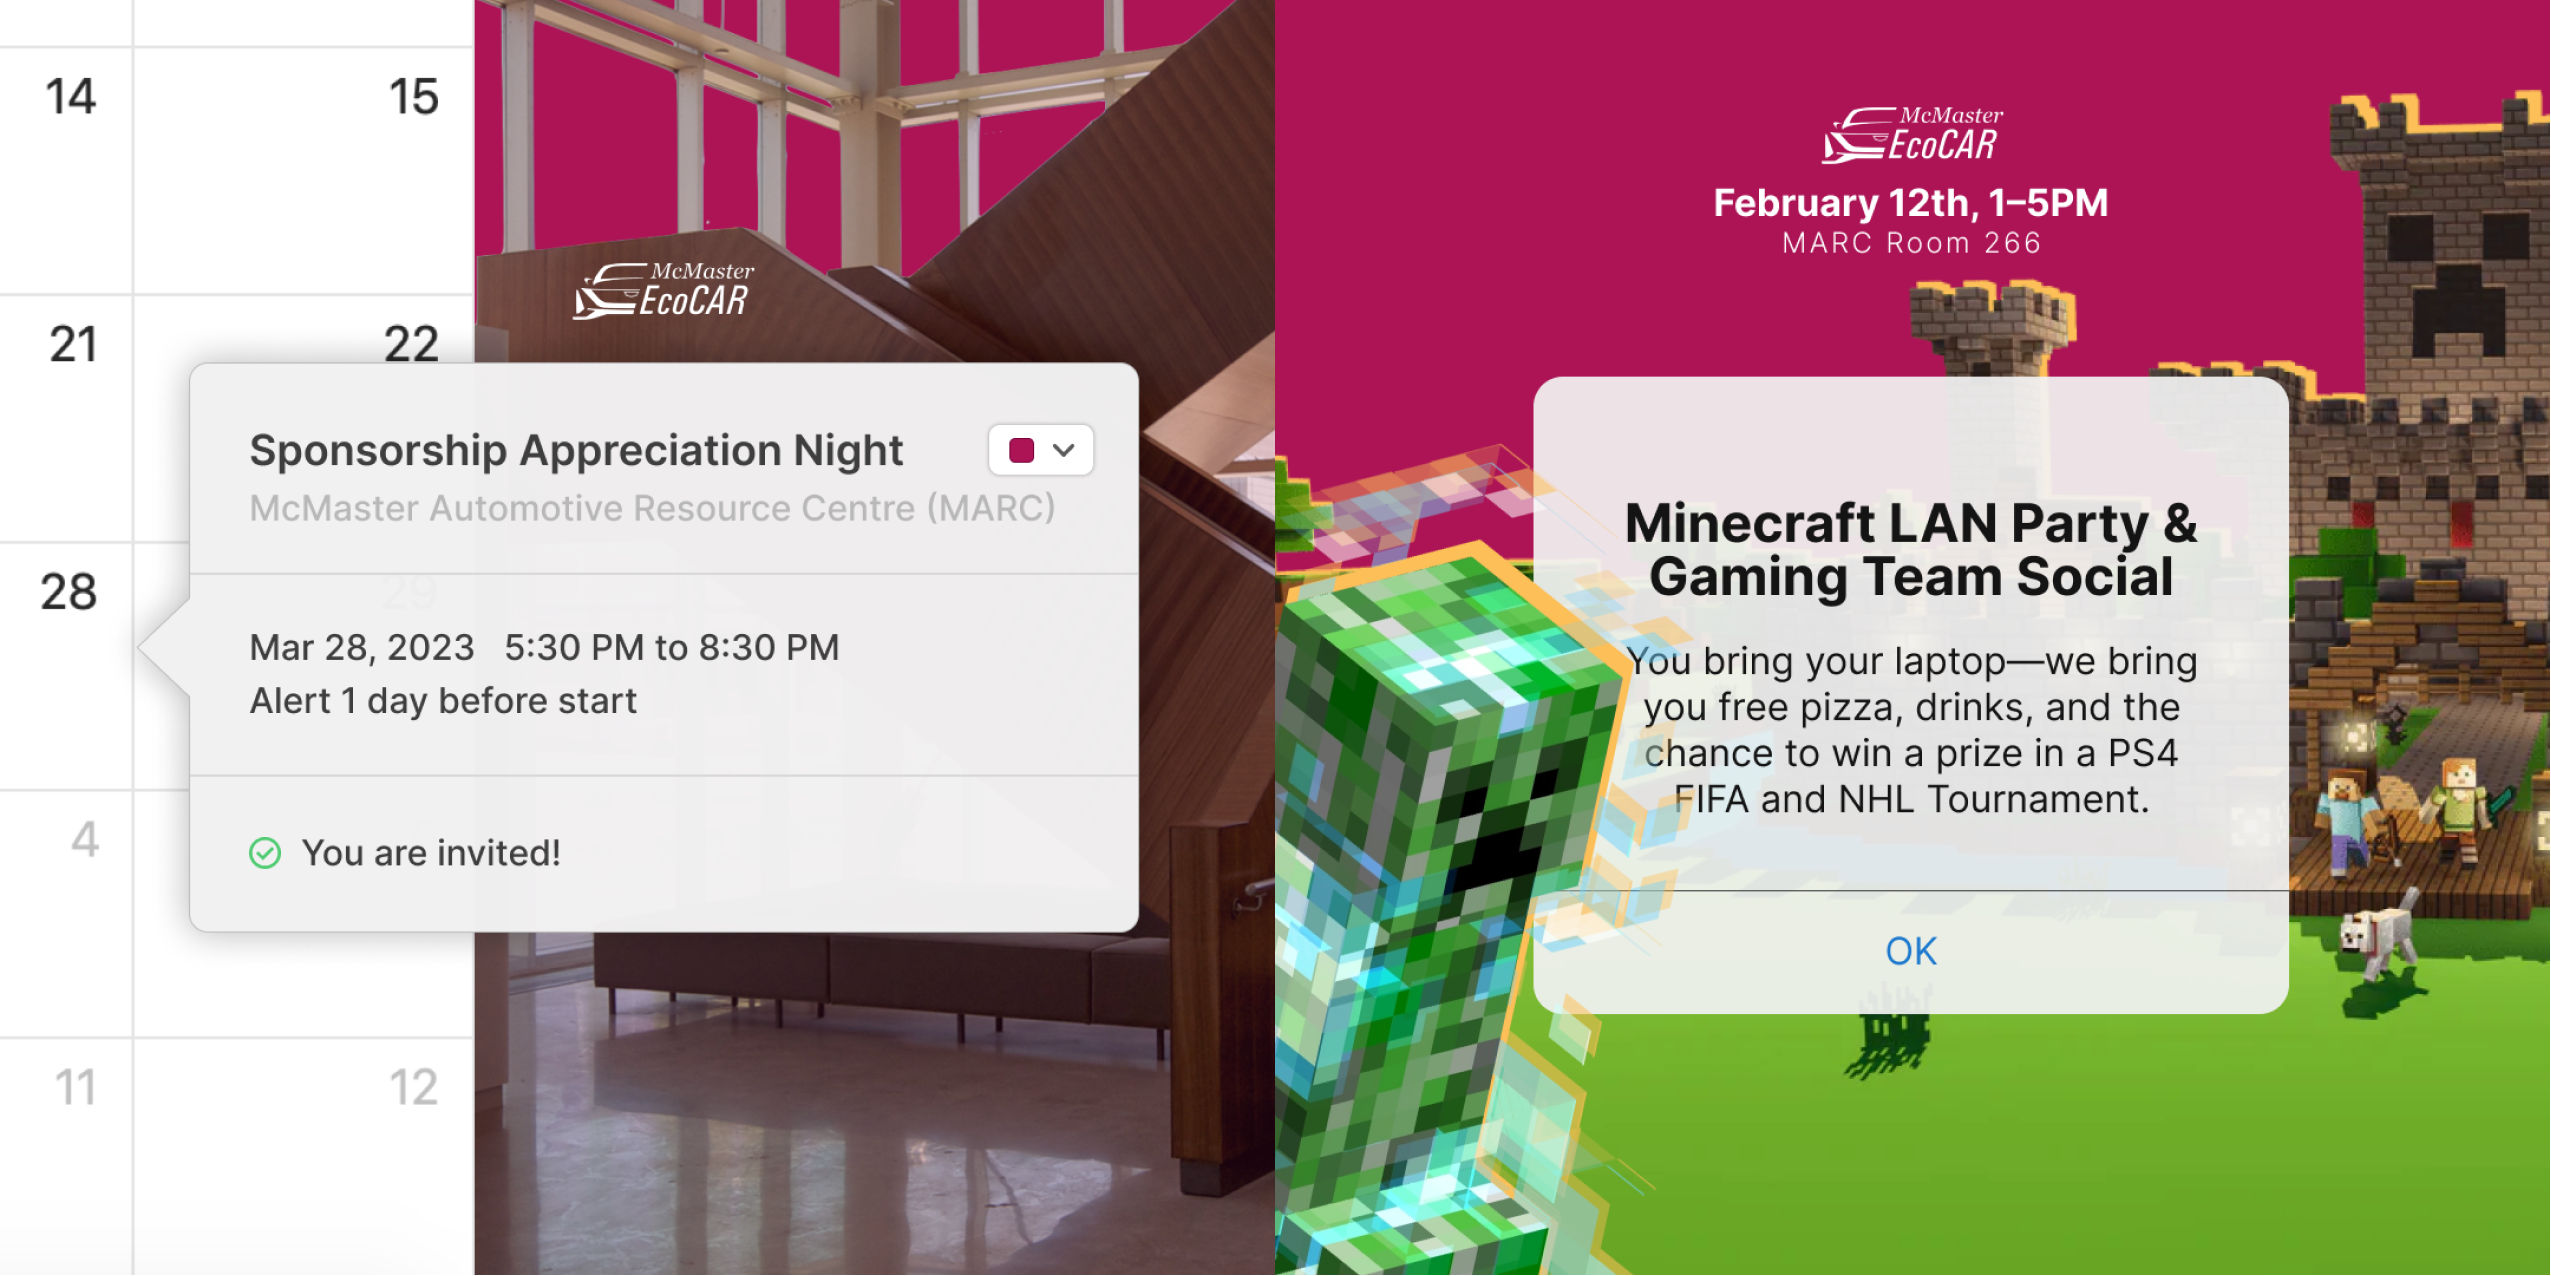 14
15
21
22
28
29
4
11
12
McMaster
EcoCAR
Sponsorship Appreciation Night
McMaster Automotive Resource Centre (MARC)
Mar 28, 2023 5:30 PM to 8:30 PM
Alert 1 day before start
You are invited!
McMaster
EcoCAR
February 12th, 1–5PM
MARC Room 266
Minecraft LAN Party &
Gaming Team Social
You bring your laptop—we bring
you free pizza, drinks, and the
chance to win a prize in a PS4
FIFA and NHL Tournament.
OK